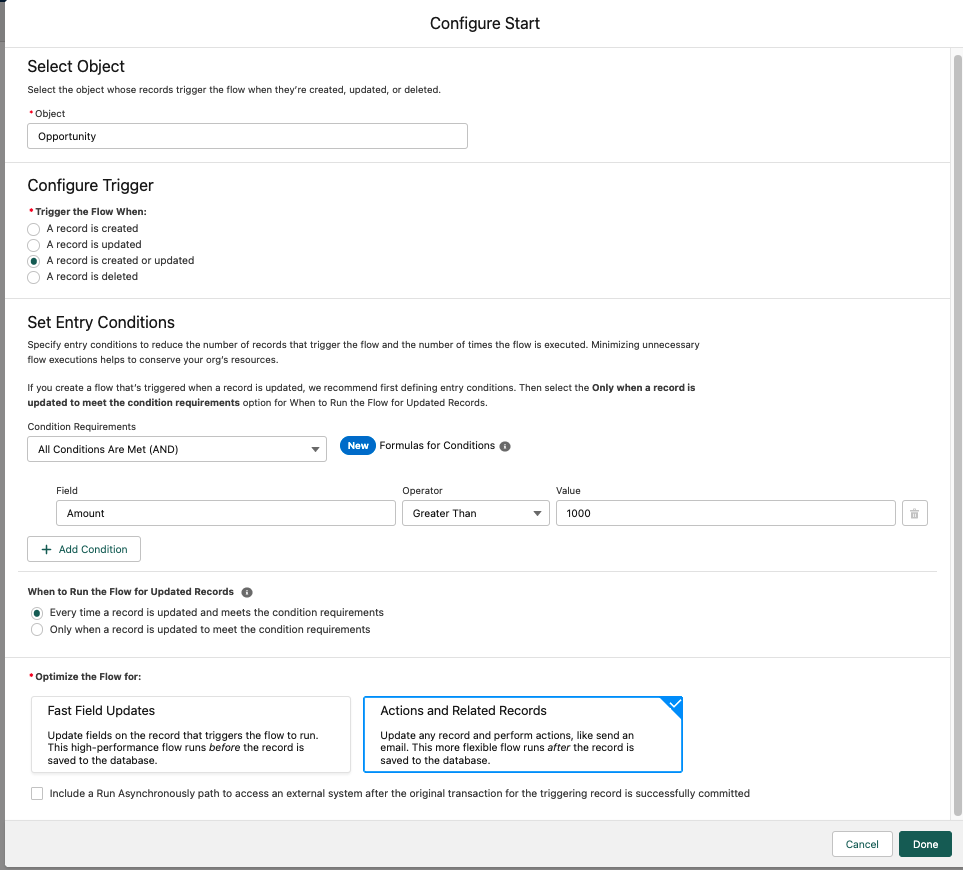 Configure Start
Select Object
Select the object whose records trigger the flow when they're created, updated, or deleted.
* Object
Opportunity
Configure Trigger
* Trigger the Flow When:
A record is created
A record is updated
A record is created or updated
A record is deleted
Set Entry Conditions
Specify entry conditions to reduce the number of records that trigger the flow and the number of times the flow is executed. Minimizing unnecessary
flow executions helps to conserve your org's resources.
If you create a flow that's triggered when a record is updated, we recommend first defining entry conditions. Then select the Only when a record is
updated to meet the condition requirements option for When to Run the Flow for Updated Records.
Condition Requirements
All Conditions Are Met (AND)
New Formulas for Conditions
Field Operator Value
Amount Greater Than 1000
+ Add Condition
When to Run the Flow for Updated Records
Every time a record is updated and meets the condition requirements
Only when a record is updated to meet the condition requirements
* Optimize the Flow for:
Fast Field Updates
Update fields on the record that triggers the flow to run.
This high-performance flow runs before the record is
saved to the database.
Actions and Related Records
Update any record and perform actions, like send an
email. This more flexible flow runs after the record is
saved to the database.
Include a Run Asynchronously path to access an external system after the original transaction for the triggering record is successfully committed
Cancel Done